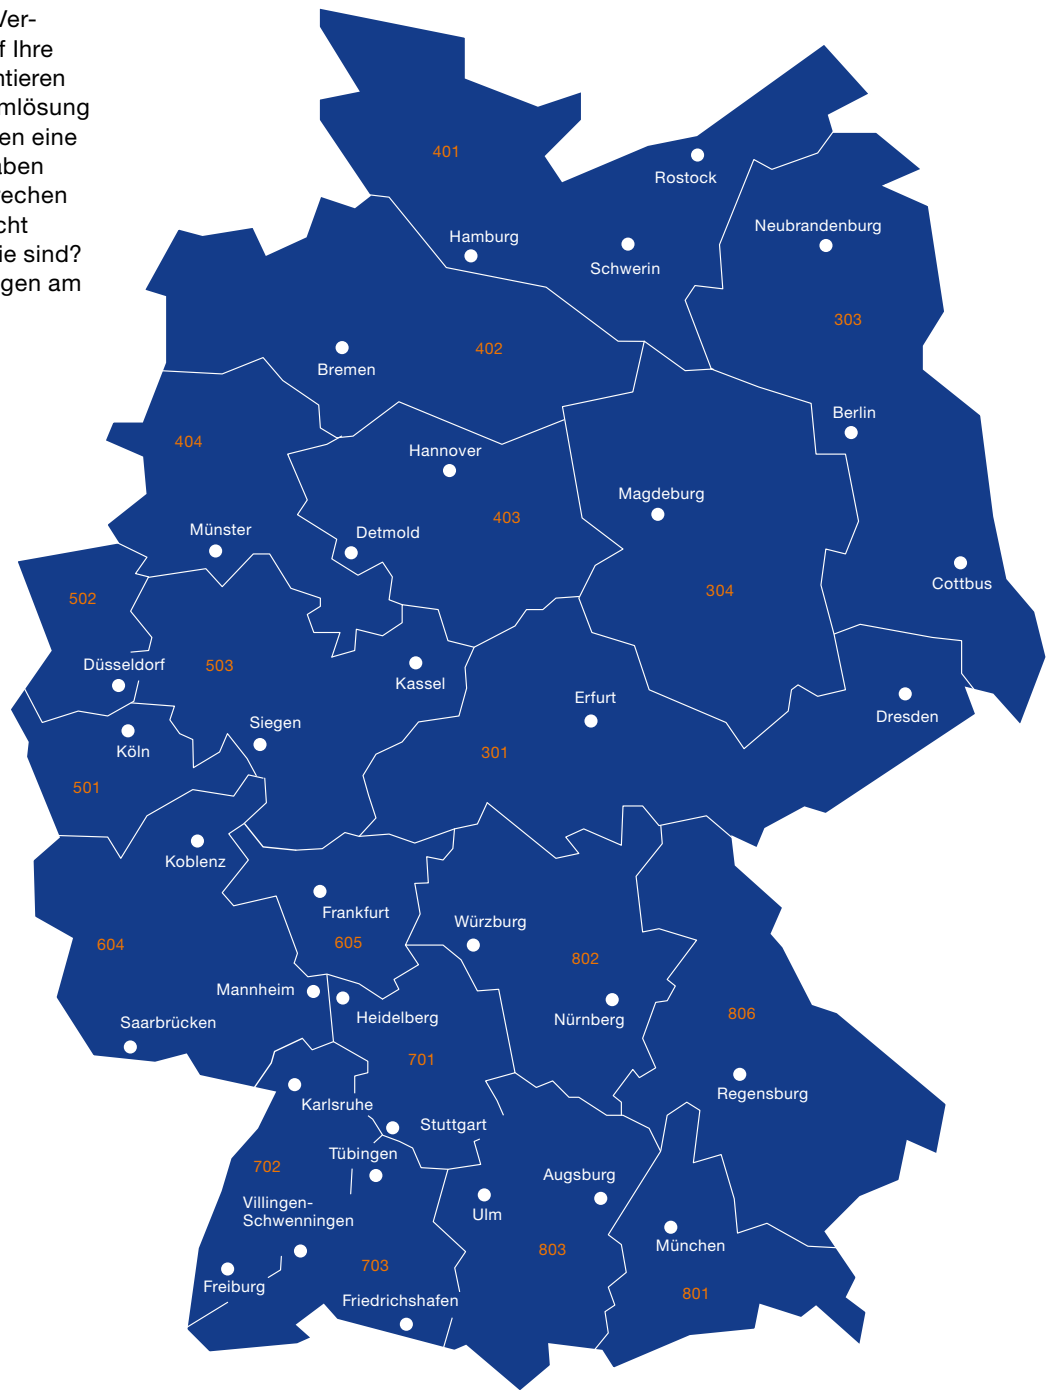 Ver-
f Ihre
ntieren
mlösung
en eine
aben
rechen
cht
ie sind?
gen am
401
Rostock
Neubrandenburg
Hamburg
Schwerin
303
402
Bremen
Berlin
404
Hannover
Magdeburg
403
Münster
Detmold
Cottbus
304
502
Düsseldorf
503
Kassel
Erfurt
Dresden
Siegen
Köln
301
501
Koblenz
Frankfurt
Würzburg
605
604
802
Mannheim
Heidelberg
Nürnberg
806
Saarbrücken
701
Regensburg
Karlsruhe
Stuttgart
Tübingen
702
Augsburg
Villingen-
Schwenningen
Ulm
München
803
703
Freiburg
801
Friedrichshafen